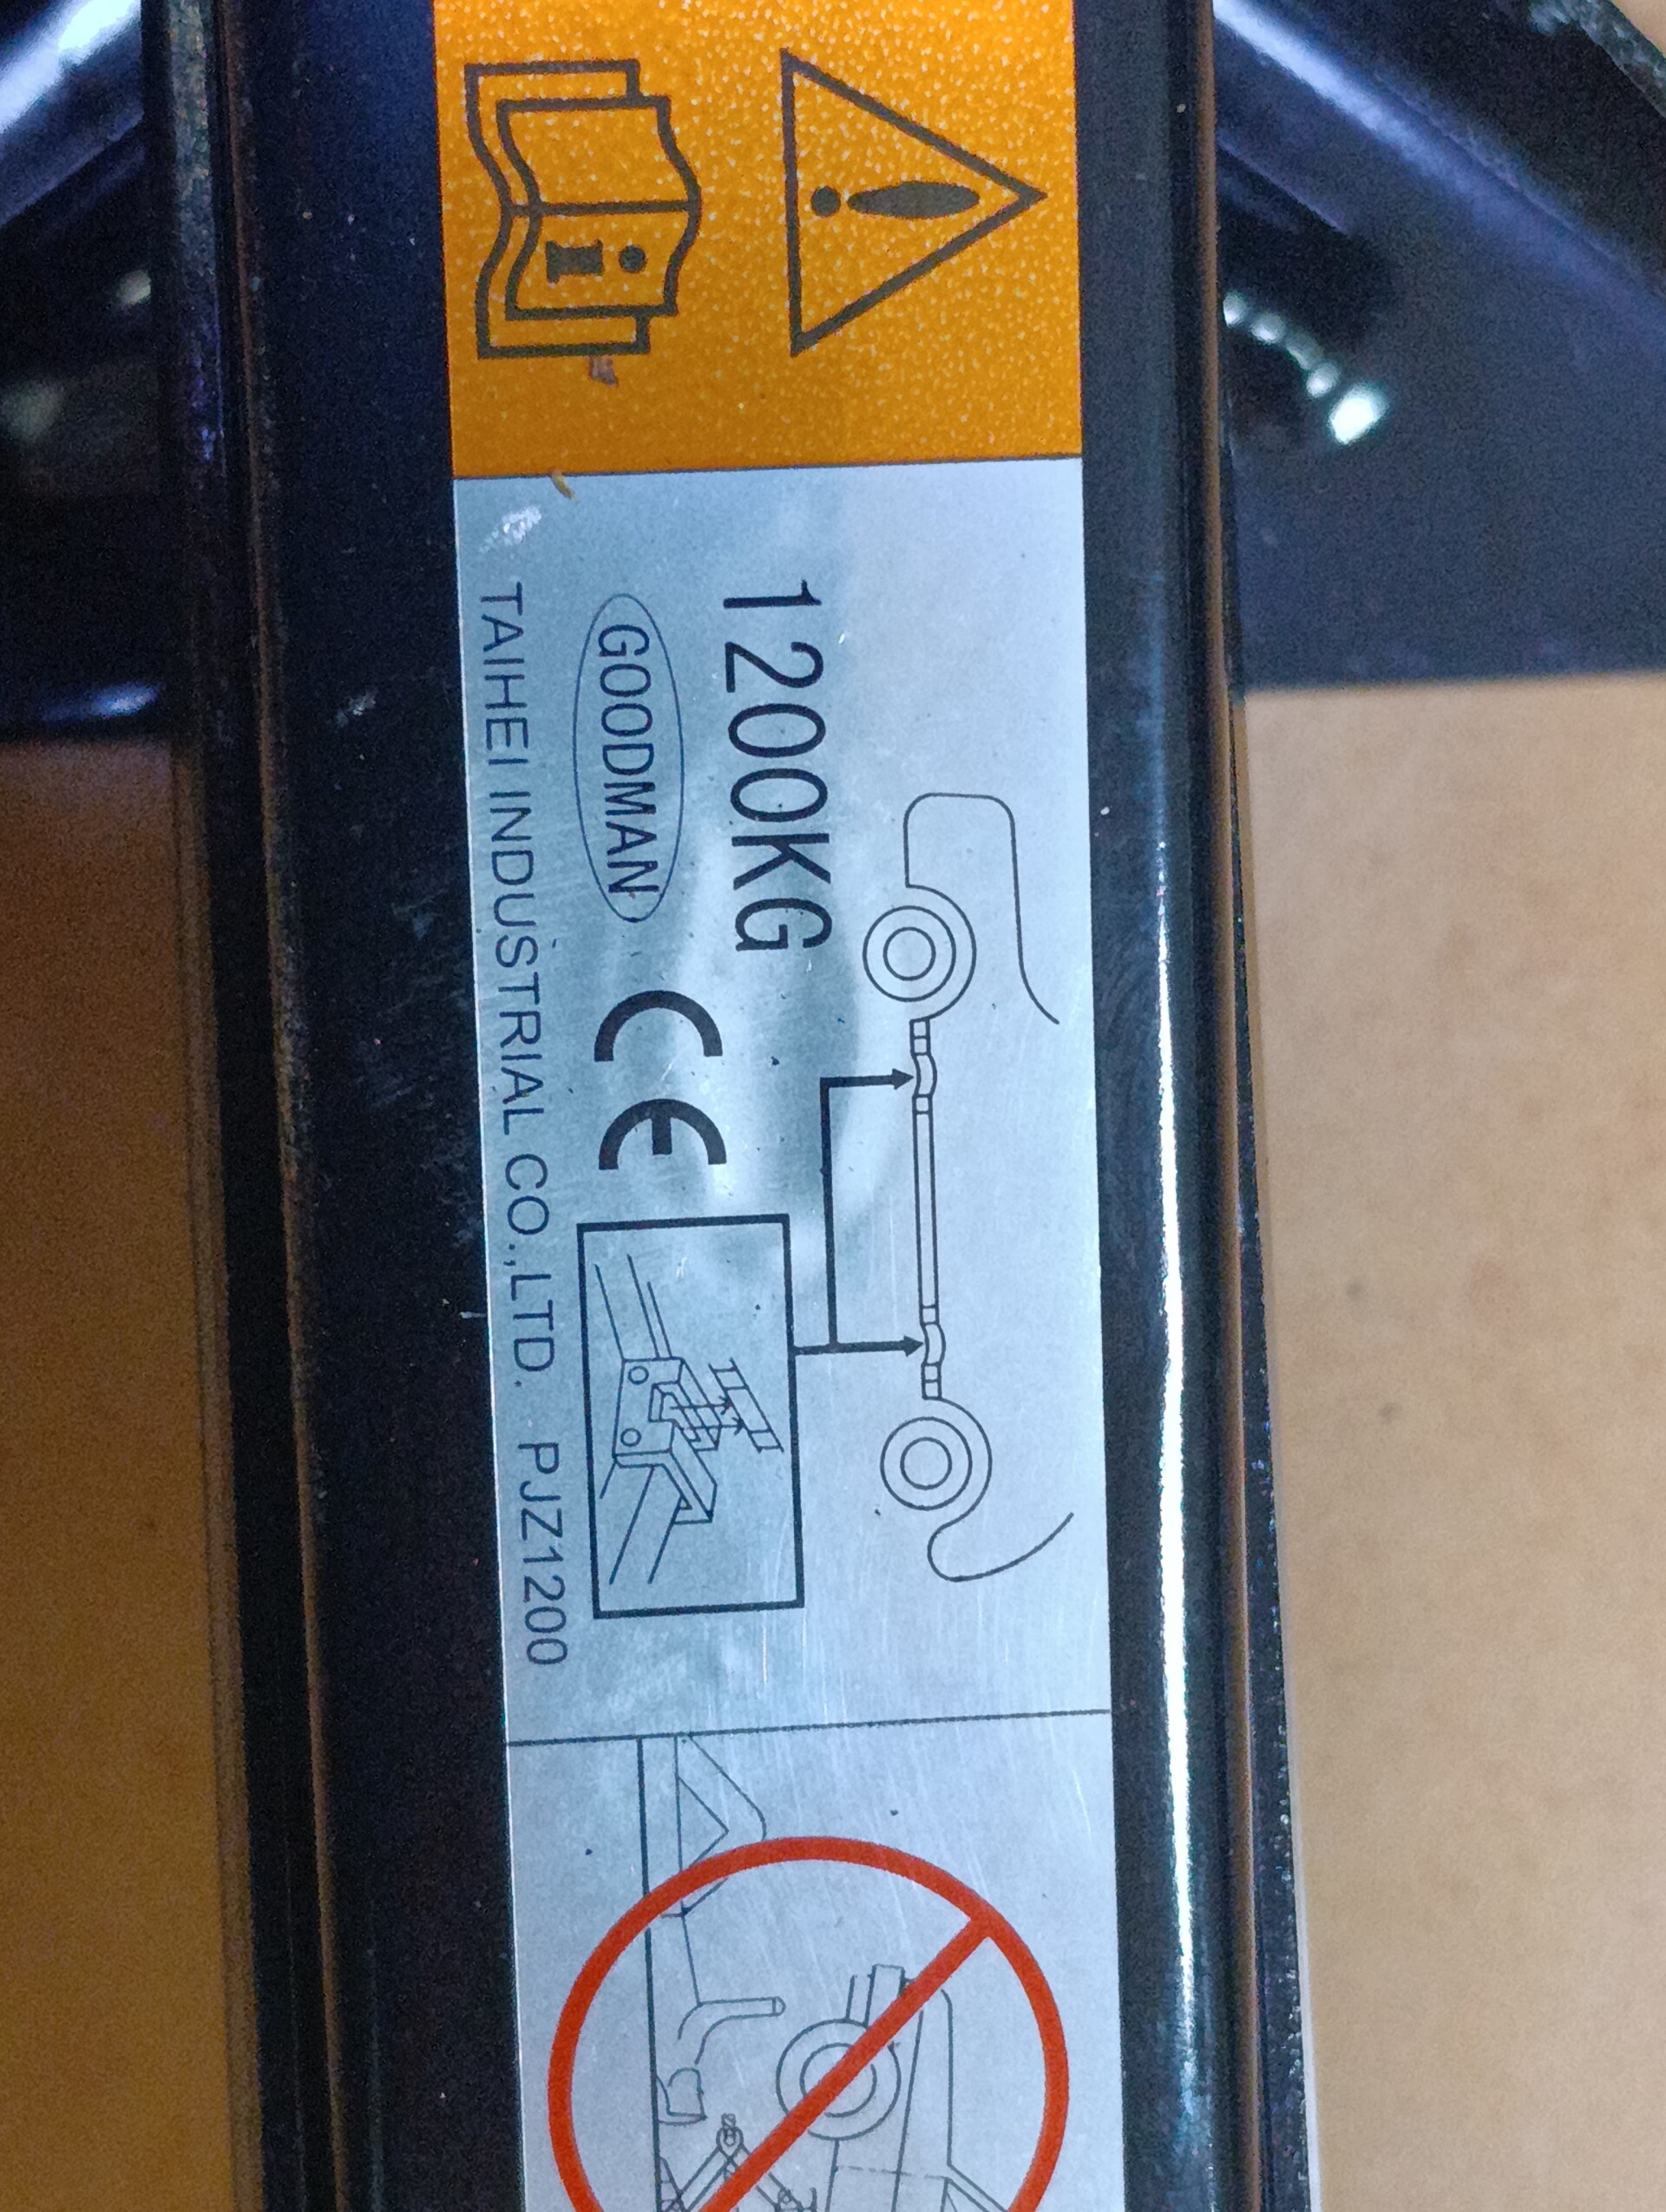 1200KG
GOODMAN CE
TAIHEI INDUSTRIAL CO.,LTD. PJZ1200